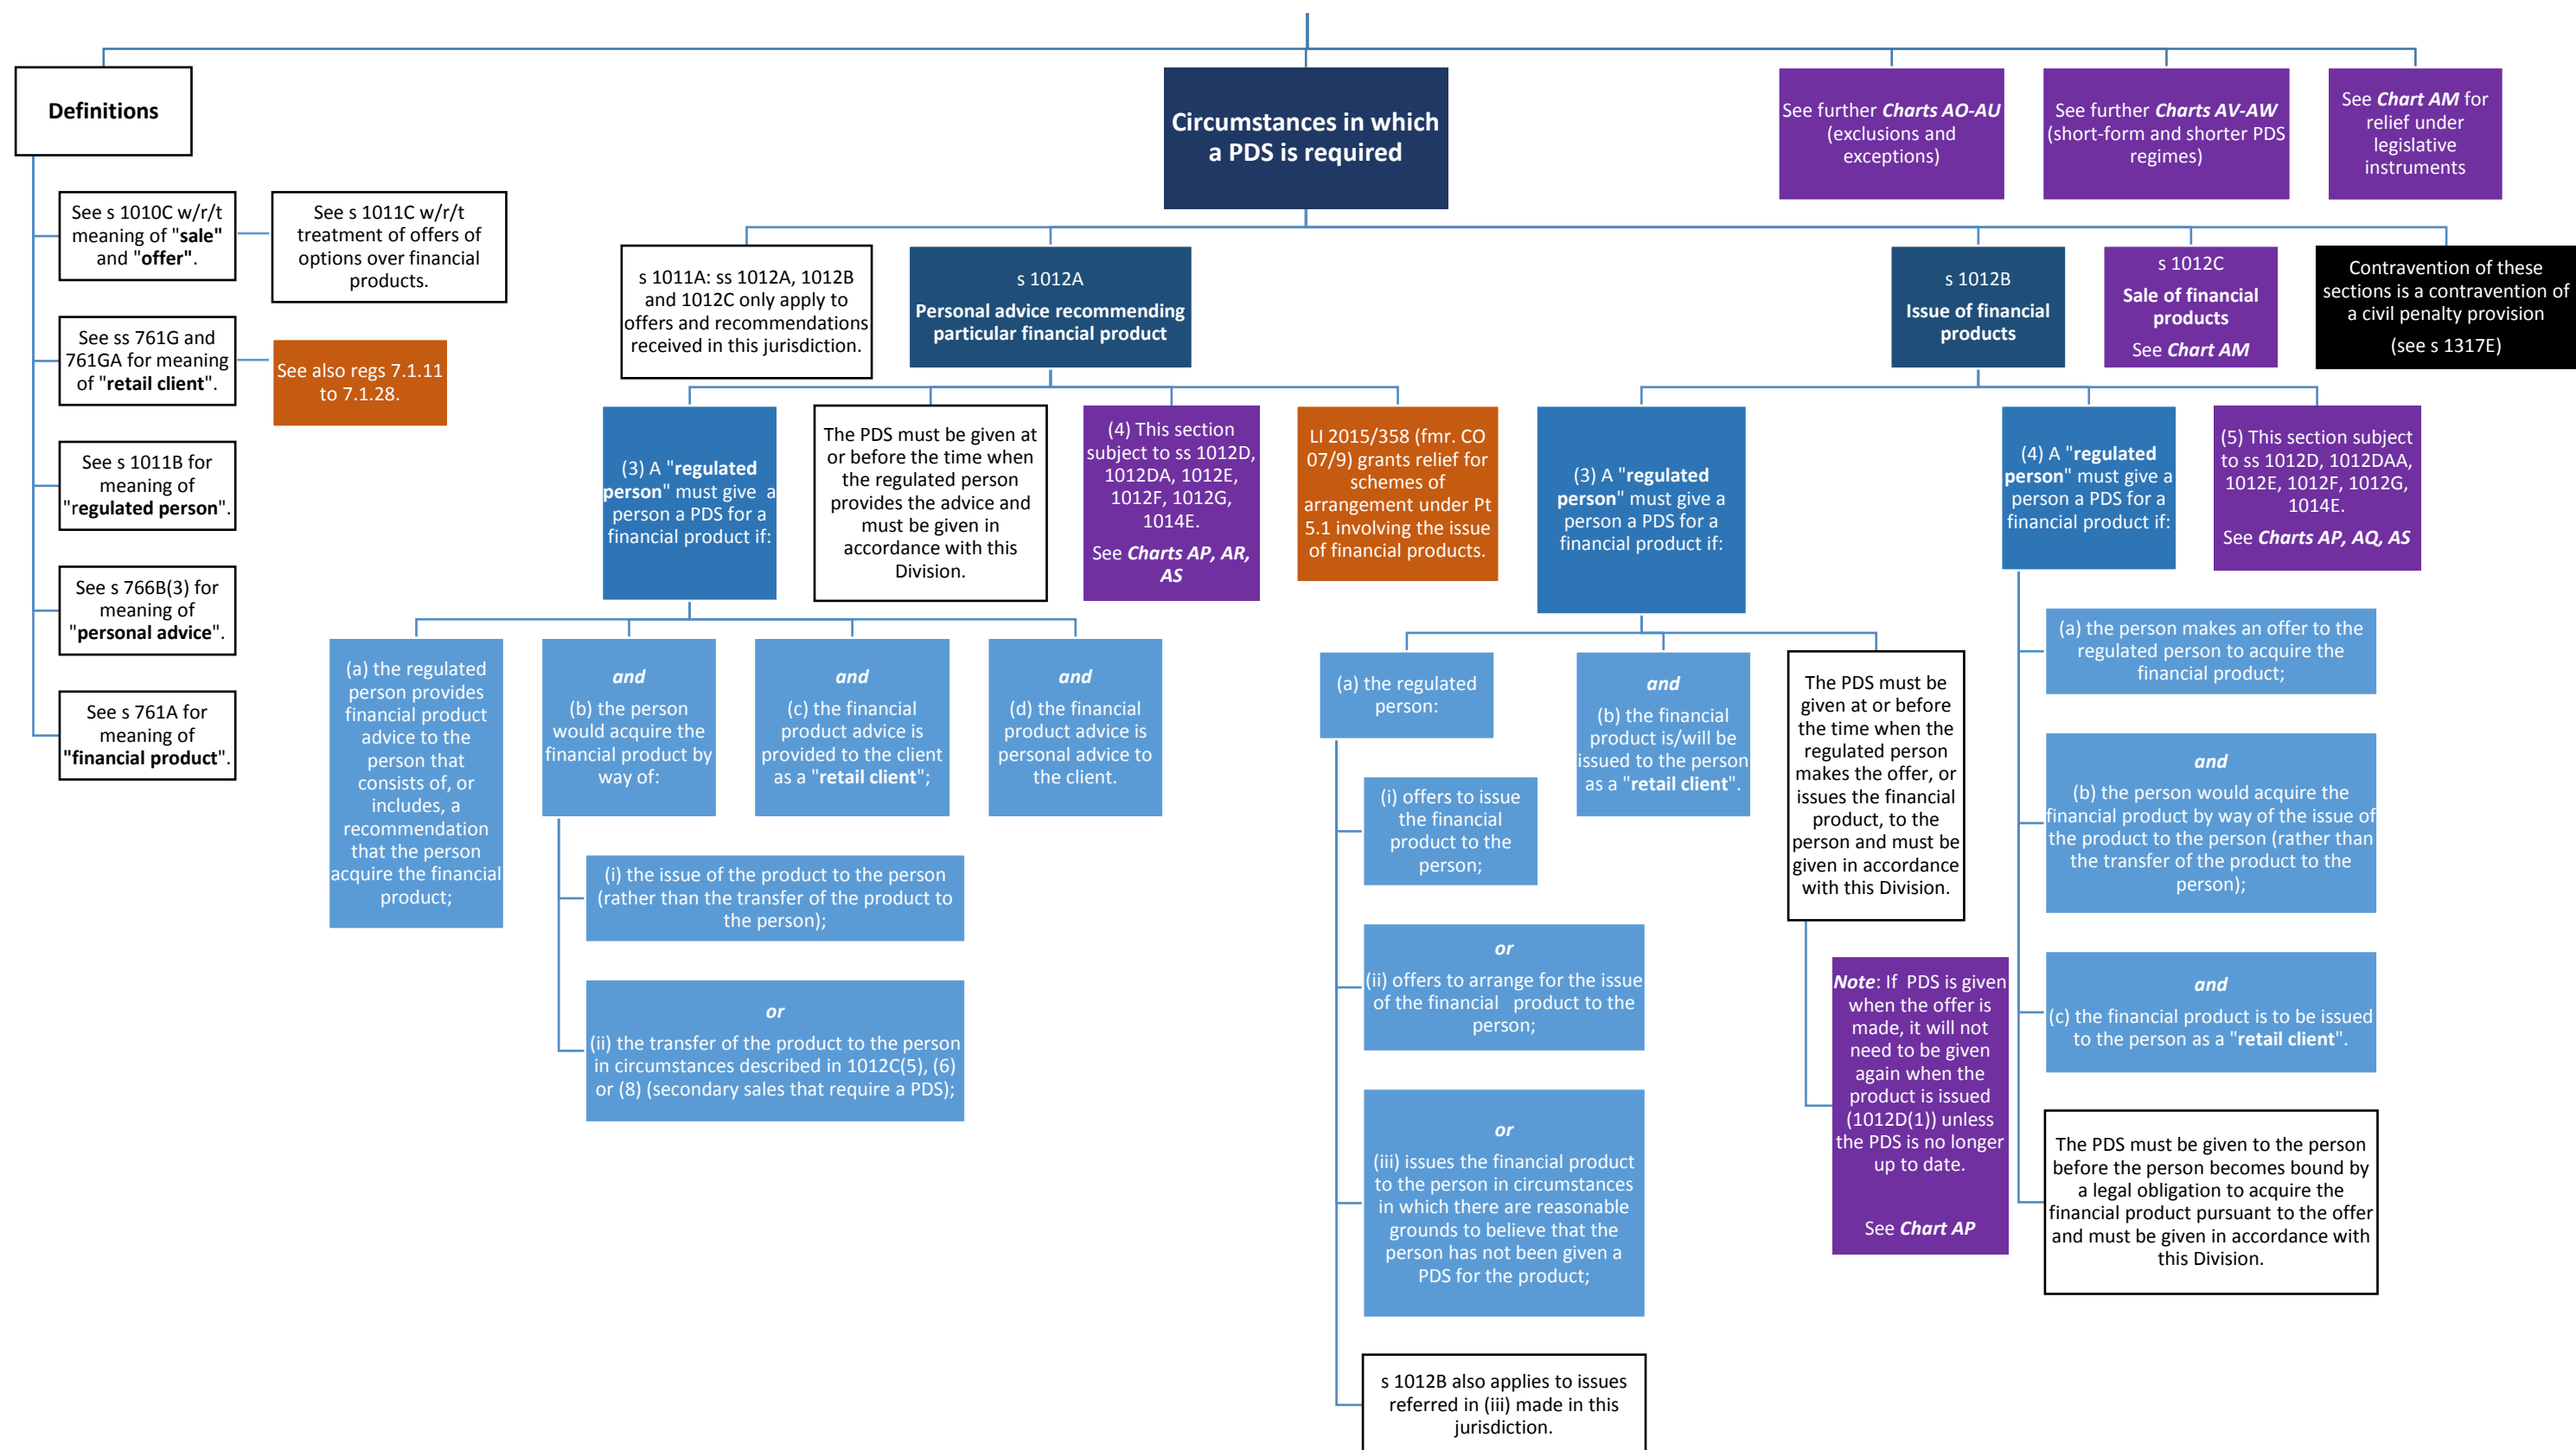 Definitions
See s 1010C w/r/t
meaning of "sale"
and "offer".
See s 1011C w/r/t
treatment of offers of
options over financial
products.
See ss 761G and
761GA for meaning
of "retail client".
See also regs 7.1.11
to 7.1.28.
See s 1011B for
meaning of
"regulated person".
See s 766B(3) for
meaning of
"personal advice".
See s 761A for
meaning of
"financial product".
Circumstances in which
a PDS is required
See further Charts AO-AU
(exclusions and
exceptions)
See further Charts AV-AW
(short-form and shorter PDS
regimes)
See Chart AM for
relief under
legislative
instruments
s 1011A: ss 1012A, 1012B
and 1012C only apply to
offers and recommendations
received in this jurisdiction.
s 1012A
Personal advice recommending
particular financial product
s 1012B
Issue of financial
products
s 1012C
Sale of financial
products
See Chart AM
Contravention of these
sections is a contravention of
a civil penalty provision
(see s 1317E)
(3) A "regulated
person" must give  a
person a PDS for a
financial product if:
The PDS must be given at
or before the time when
the regulated person
provides the advice and
must be given in
accordance with this
Division.
(4) This section
subject to ss 1012D,
1012DA, 1012E,
1012F, 1012G,
1014E.
See Charts AP, AR,
AS
LI 2015/358 (fmr. CO
07/9) grants relief for
schemes of
arrangement under Pt
5.1 involving the issue
of financial products.
(a) the regulated
person provides
financial product
advice to the
person that
consists of, or
includes, a
recommendation
that the person
acquire the financial
product;
and
(b) the person
would acquire the
financial product by
way of:
(i) the issue of the product to the person
(rather than the transfer of the product to
the person);
or
(ii) the transfer of the product to the person
in circumstances described in 1012C(5), (6)
or (8) (secondary sales that require a PDS);
and
(c) the financial
product advice is
provided to the client
as a "retail client";
and
(d) the financial
product advice is
personal advice to
the client.
(3) A "regulated
person" must give a
person a PDS for a
financial product if:
(a) the regulated
person:
(i) offers to issue
the financial
product to the
person;
or
(ii) offers to arrange for the issue
of the financial   product to the
person;
or
(iii) issues the financial product
to the person in circumstances
in which there are reasonable
grounds to believe that the
person has not been given a
PDS for the product;
s 1012B also applies to issues
referred in (iii) made in this
jurisdiction.
and
(b) the financial
product is/will be
issued to the person
as a "retail client".
The PDS must be
given at or before
the time when the
regulated person
makes the offer, or
issues the financial
product, to the
person and must be
given in accordance
with this Division.
Note: If  PDS is given
when the offer is
made, it will not
need to be given
again when the
product is issued
(1012D(1)) unless
the PDS is no longer
up to date.
See Chart AP
(4) A "regulated
person" must give a
person a PDS for a
financial product if:
(a) the person makes an offer to the
regulated person to acquire the
financial product;
and
(b) the person would acquire the
financial product by way of the issue of
the product to the person (rather than
the transfer of the product to the
person);
and
(c) the financial product is to be issued
to the person as a "retail client".
The PDS must be given to the person
before the person becomes bound by
a legal obligation to acquire the
financial product pursuant to the offer
and must be given in accordance with
this Division.
(5) This section subject
to ss 1012D, 1012DAA,
1012E, 1012F, 1012G,
1014E.
See Charts AP, AQ, AS